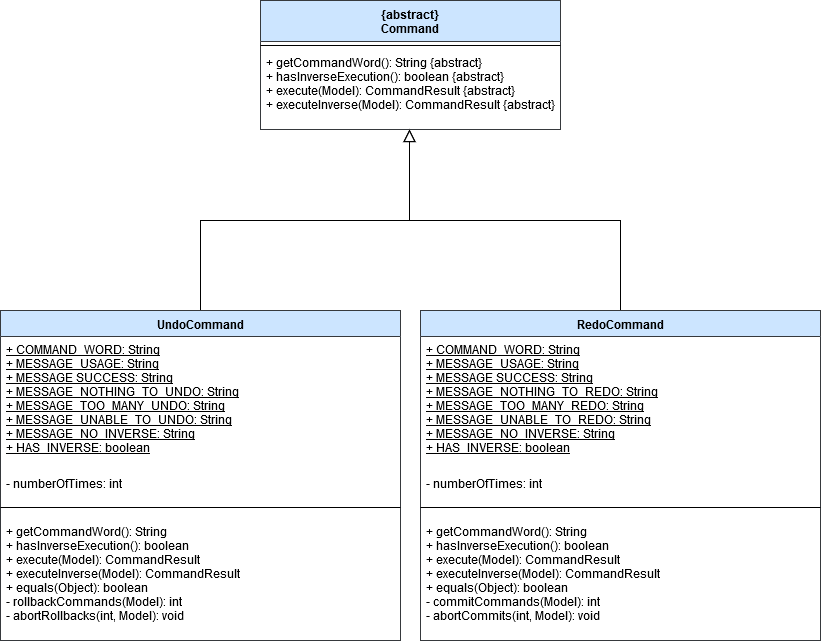 {abstract}
Command
+ getCommandWord(): String {abstract}
+ hasInverseExecution(): boolean {abstract}
+ execute(Model): CommandResult {abstract}
+ executeInverse(Model): CommandResult {abstract}
UndoCommand
+ COMMAND_WORD: String
+ MESSAGE_USAGE: String
+ MESSAGE SUCCESS: String
+ MESSAGE_NOTHING_TO_UNDO: String
+ MESSAGE_TOO_MANY_UNDO: String
+ MESSAGE_UNABLE_TO_UNDO: String
+ MESSAGE_NO_INVERSE: String
+ HAS_INVERSE: boolean
- numberOfTimes: int
+ getCommandWord(): String
+ hasInverseExecution(): boolean
+ execute(Model): CommandResult
+ executeInverse(Model): CommandResult
+ equals(Object): boolean
- rollbackCommands(Model): int
- abortRollbacks(int, Model): void
RedoCommand
+ COMMAND_WORD: String
+ MESSAGE_USAGE: String
+ MESSAGE SUCCESS: String
+ MESSAGE_NOTHING_TO_REDO: String
+ MESSAGE_TOO_MANY_REDO: String
+ MESSAGE_UNABLE_TO_REDO: String
+ MESSAGE_NO_INVERSE: String
+ HAS_INVERSE: boolean
- numberOfTimes: int
+ getCommandWord(): String
+ hasInverseExecution(): boolean
+ execute(Model): CommandResult
+ executeInverse(Model): CommandResult
+ equals(Object): boolean
- commitCommands(Model): int
- abortCommits(int, Model): void